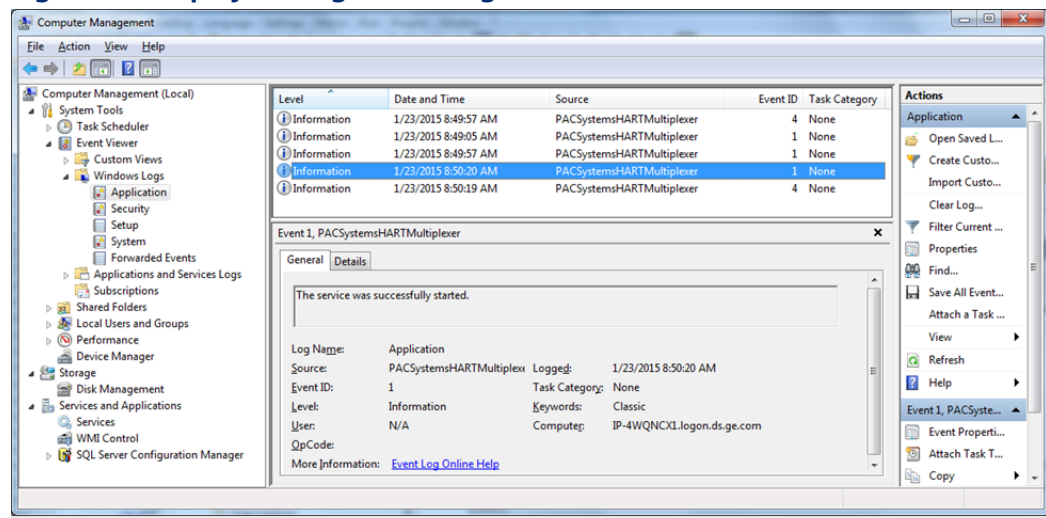 Computer Management
File Action View Help
Computer Management (Local)
System Tools
Task Scheduler
Event Viewer
Custom Views
Windows Logs
Application
Security
Setup
System
Forwarded Events
Applications and Services Logs
Subscriptions
Shared Folders
Local Users and Groups
Performance
Device Manager
Storage
Disk Management
Services and Applications
Services
WMI Control
SQL Server Configuration Manager
Level Date and Time Source Event ID Task Category
Information 1/23/2015 8:49:57 AM PACSystemsHARTMultiplexer 4 None
Information 1/23/2015 8:49:05 AM PACSystemsHARTMultiplexer 1 None
Information 1/23/2015 8:49:57 AM PACSystemsHARTMultiplexer 1 None
Information 1/23/2015 8:50:20 AM PACSystemsHARTMultiplexer 1 None
Information 1/23/2015 8:50:19 AM PACSystemsHARTMultiplexer 4 None
Event 1, PACSystemsHARTMultiplexer
General Details
The service was successfully started.
Log Name: Application
Source: PACSystemsHARTMultiplex Logged: 1/23/2015 8:50:20 AM
Event ID: 1 Task Category: None
Level: Information Keywords: Classic
User: N/A Computer: IP-4WQNCX1.logon.ds.ge.com
OpCode:
More Information: Event Log Online Help
Actions
Application
Open Saved L...
Create Custo...
Import Custo...
Clear Log...
Filter Current ...
Properties
Find...
Save All Event...
Attach a Task ...
View
Refresh
Help
Event 1, PACSyste...
Event Properti...
Attach Task T...
Copy